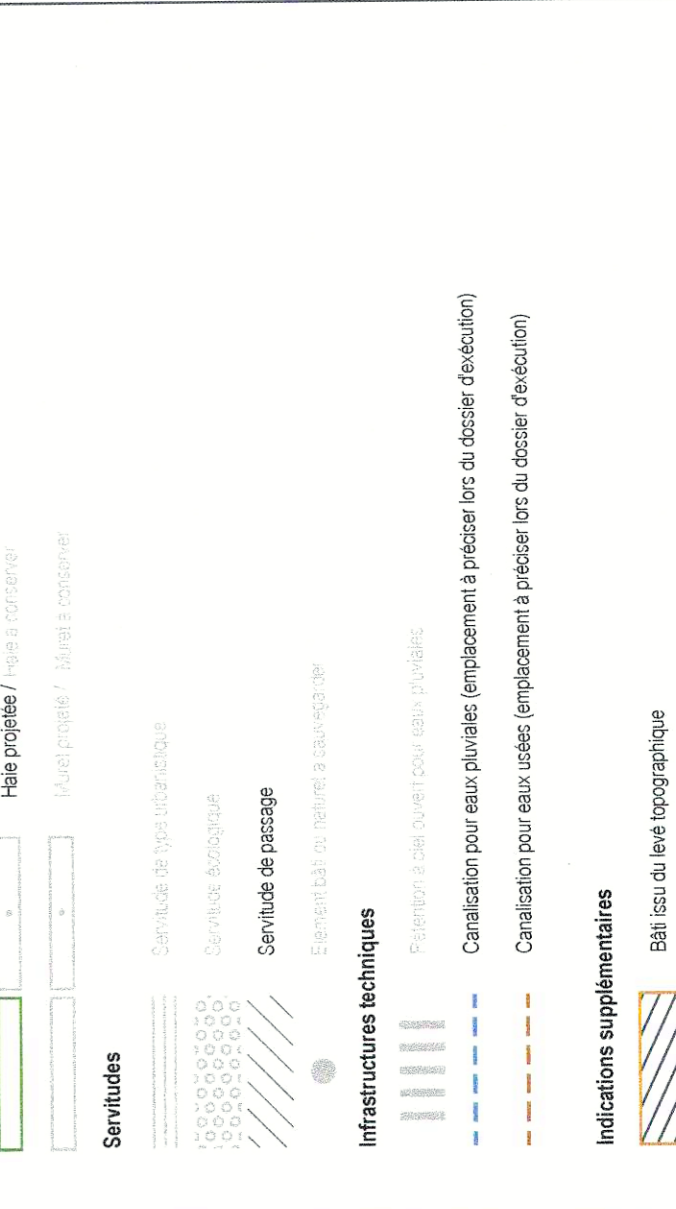 Haie projetée / Haie à conserver
Muret projeté / Muret à conserver
Servitudes
Servitude de type urbanistique
Servitude écologique
Servitude de passage
Elément bâti ou naturel à sauvegarder
Infrastructures techniques
Rétention à ciel ouvert pour eaux pluviales
Canalisation pour eaux pluviales (emplacement à préciser lors du dossier d'exécution)
Canalisation pour eaux usées (emplacement à préciser lors du dossier d'exécution)
Indications supplémentaires
Bâti issu du levé topographique